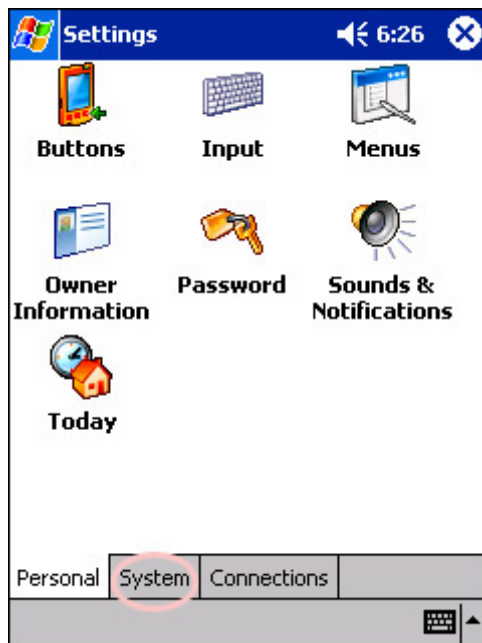 Settings 6:26
Buttons Input Menus
Owner Information Password Sounds & Notifications
Today
Personal System Connections